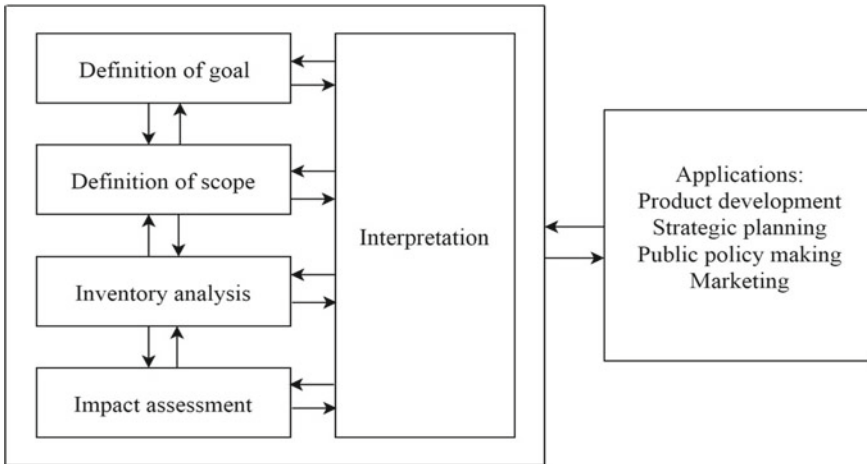 Definition of goal
Definition of scope
Inventory analysis
Impact assessment
Interpretation
Applications:
Product development
Strategic planning
Public policy making
Marketing